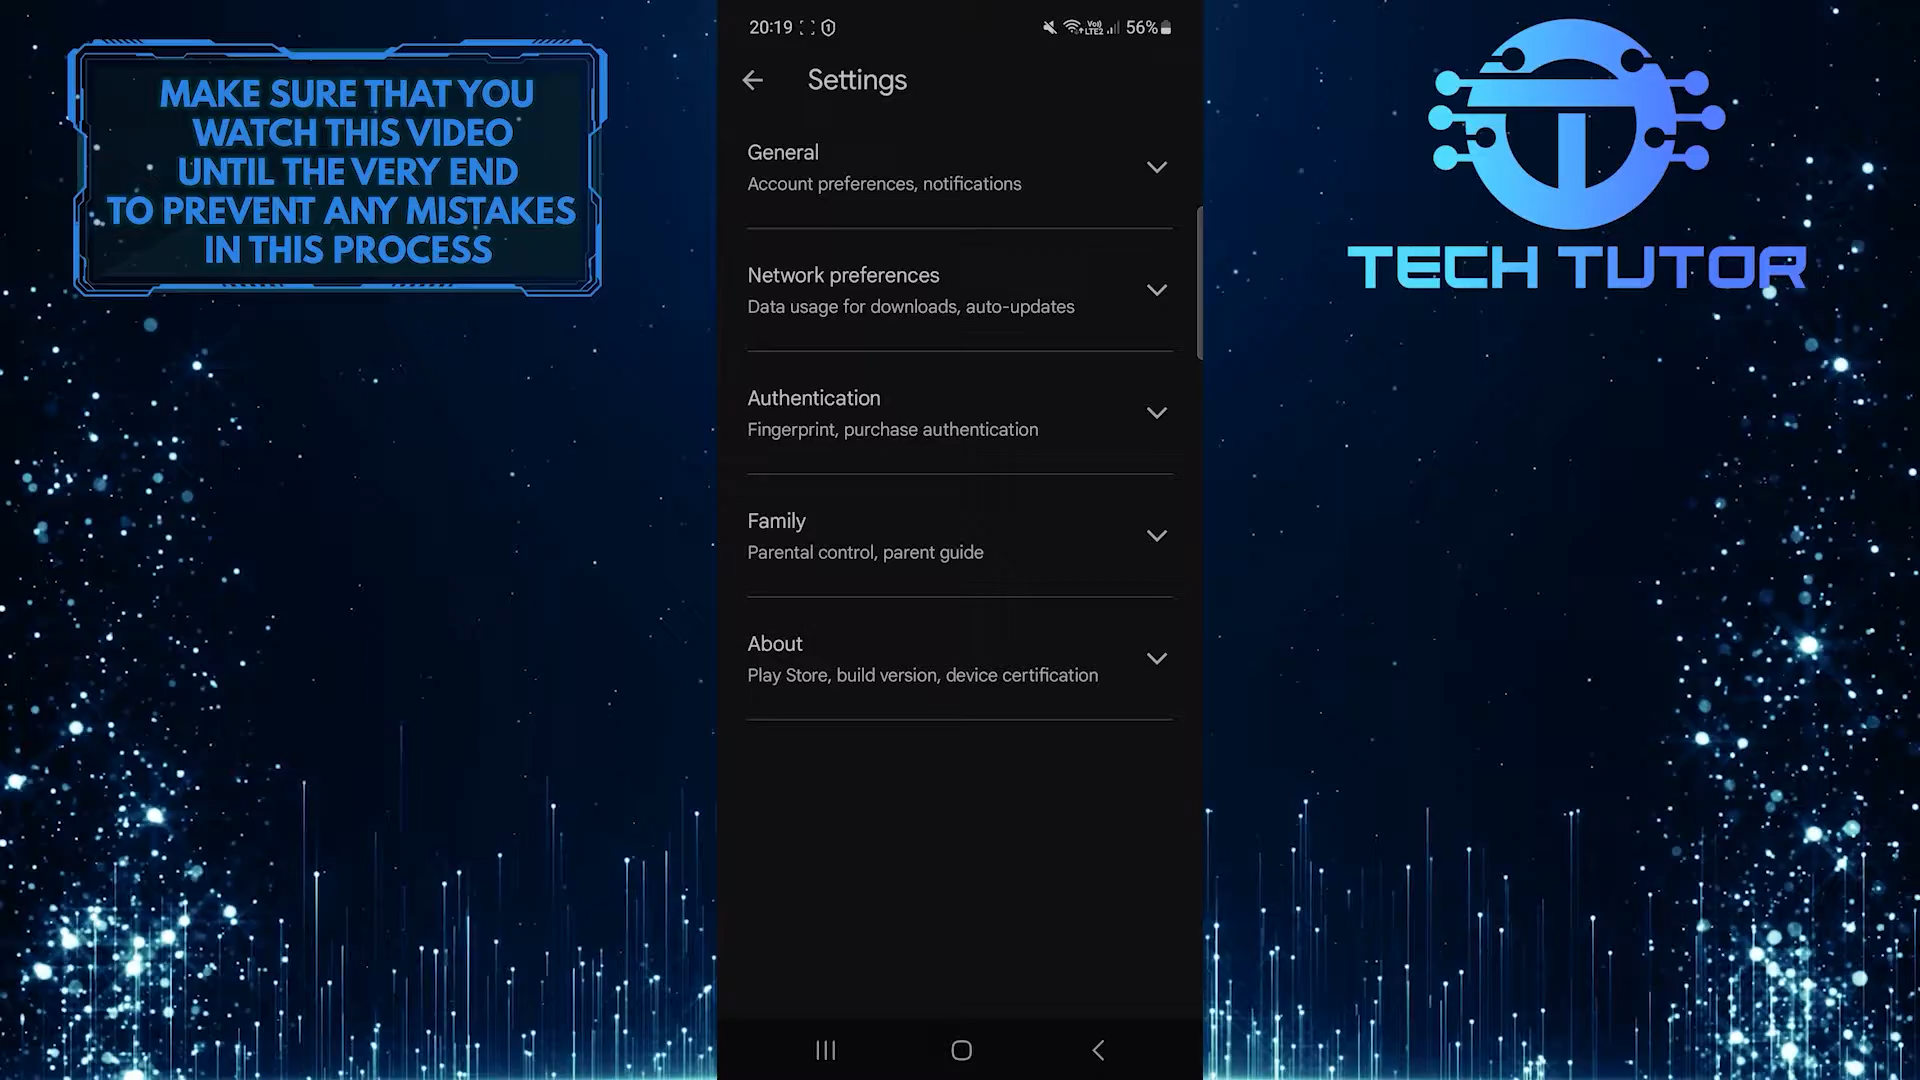 MAKE SURE THAT YOU
WATCH THIS VIDEO
UNTIL THE VERY END
TO PREVENT ANY MISTAKES
IN THIS PROCESS
20:19
Vo)) LTE2 56%
Settings
General
Account preferences, notifications
Network preferences
Data usage for downloads, auto-updates
Authentication
Fingerprint, purchase authentication
Family
Parental control, parent guide
About
Play Store, build version, device certification
TECH TUTOR